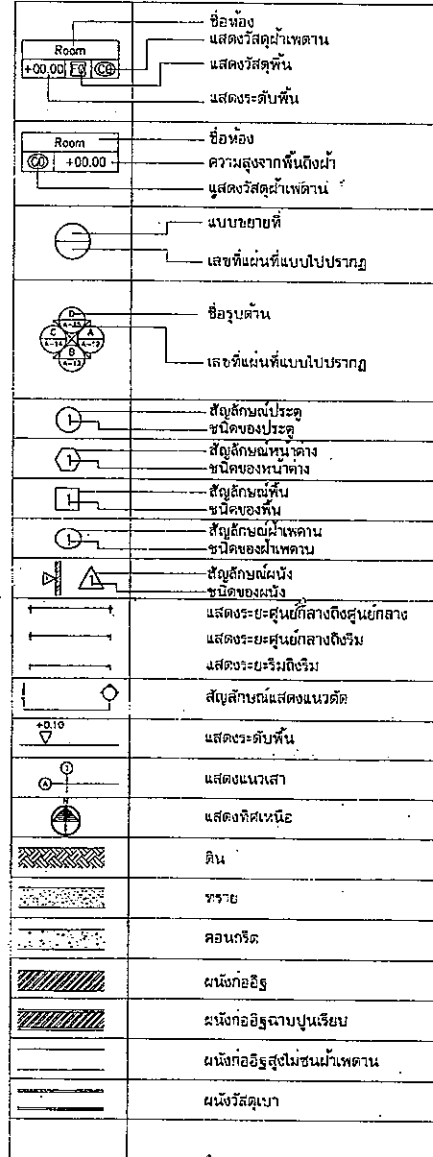 ชื่อห้อง
แสดงวัสดุฝ้าเพดาน
Room
+00.00 F0 C0
แสดงวัสดุพื้น
แสดงระดับพื้น
ชื่อห้อง
Room
C0 +00.00
ความสูงจากพื้นถึงฝ้า
แสดงวัสดุฝ้าเพดาน
แบบขยายที่
เลขที่แผ่นที่แบบไปปรากฏ
D
ชื่อรูปด้าน
C A
B
เลขที่แผ่นที่แบบไปปรากฏ
สัญลักษณ์ประตู
1
ชนิดของประตู
สัญลักษณ์หน้าต่าง
1
ชนิดของหน้าต่าง
สัญลักษณ์พื้น
1
ชนิดของพื้น
สัญลักษณ์ฝ้าเพดาน
1
ชนิดของฝ้าเพดาน
สัญลักษณ์ผนัง
1
ชนิดของผนัง
แสดงระยะศูนย์กลางถึงศูนย์กลาง
แสดงระยะศูนย์กลางถึงริม
แสดงระยะริมถึงริม
สัญลักษณ์แสดงแนวตัด
+0.10
แสดงระดับพื้น
1
A
แสดงแนวเสา
N
แสดงทิศเหนือ
ดิน
ทราย
คอนกรีต
ผนังก่ออิฐ
ผนังก่ออิฐฉาบปูนเรียบ
ผนังก่ออิฐสูงไม่ชนฝ้าเพดาน
ผนังวัสดุเบา